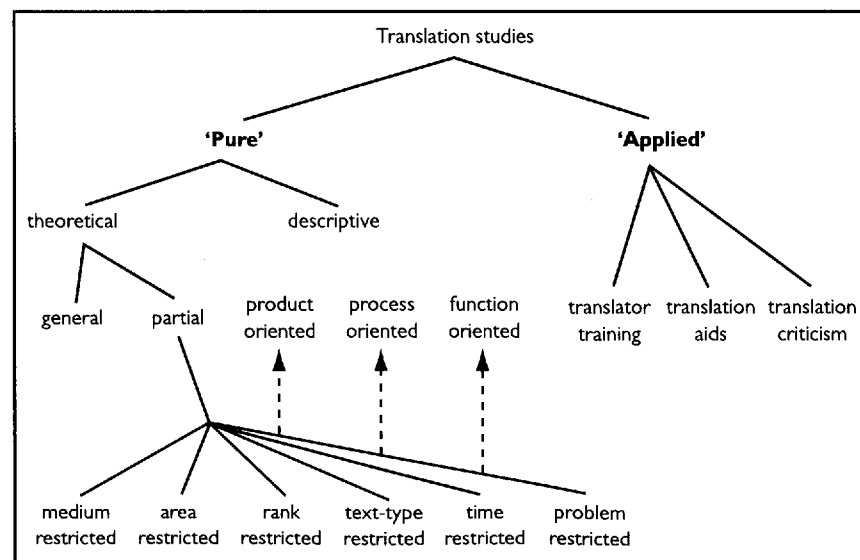 Translation studies
'Pure' 'Applied'
theoretical descriptive
general partial product oriented process oriented function oriented translator training translation aids translation criticism
medium restricted area restricted rank restricted text-type restricted time restricted problem restricted